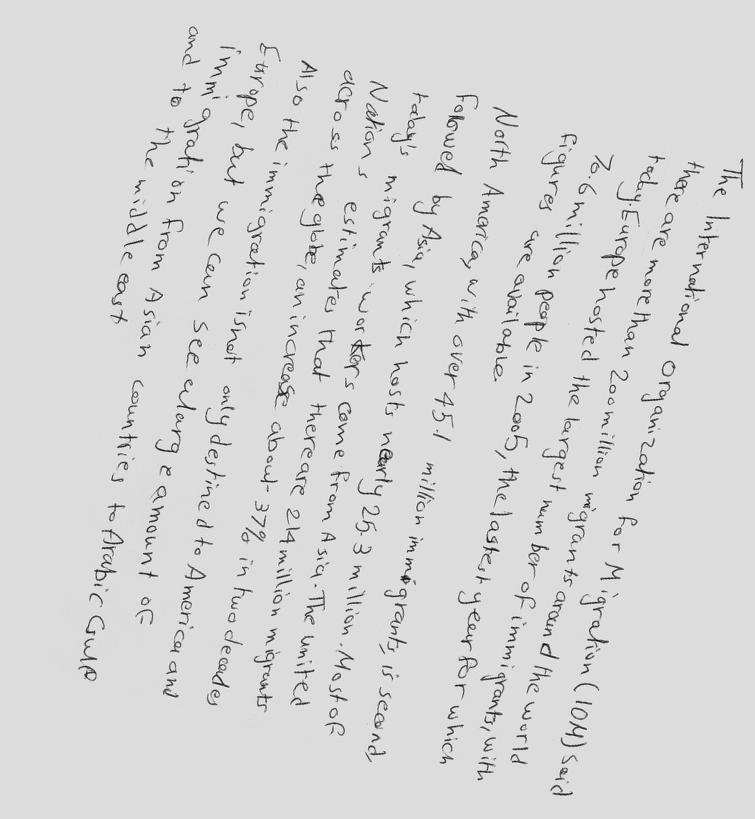 The International Organization for Migration (IOM) said
there are more than 200 million migrants around the world
today Europe hosted the largest number of immigrants, with
70.6 million people in 2005, the lastest year for which
figures are available.
North America, with over 45.1 million immigrants, is second,
followed by Asia, which hosts nearly 25.3 million. Most of
today's migrants workers come from Asia. The united
Nations estimates that there are 214 million migrants
across the globe, an increase about 37% in two decades
Also the immigration isnot only destined to America and
Europe, but we can see alarge amount of
immigration from Asian countries to Arabic Gulf
and to the middle east